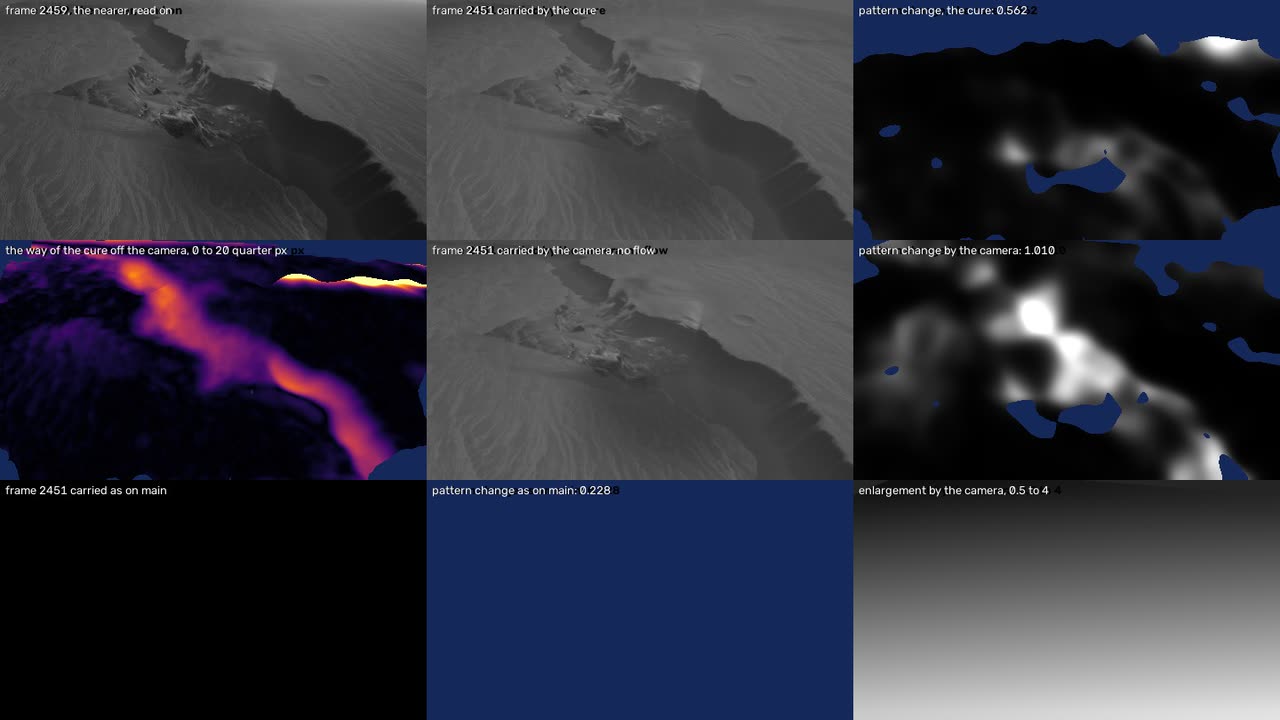 frame 2459, the nearer, read on
frame 2451 carried by the cure
pattern change, the cure: 0.562
the way of the cure off the camera, 0 to 20 quarter px
frame 2451 carried by the camera, no flow
pattern change by the camera: 1.010
frame 2451 carried as on main
pattern change as on main: 0.228
enlargement by the camera, 0.5 to 4